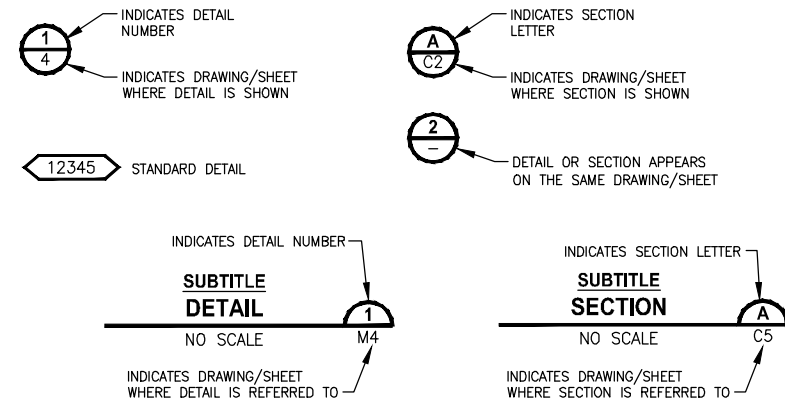 INDICATES DETAIL
NUMBER
1
4
INDICATES DRAWING/SHEET
WHERE DETAIL IS SHOWN
INDICATES SECTION
LETTER
A
C2
INDICATES DRAWING/SHEET
WHERE SECTION IS SHOWN
12345
STANDARD DETAIL
2
–
DETAIL OR SECTION APPEARS
ON THE SAME DRAWING/SHEET
INDICATES DETAIL NUMBER
SUBTITLE
DETAIL
1
NO SCALE
M4
INDICATES DRAWING/SHEET
WHERE DETAIL IS REFERRED TO
INDICATES SECTION LETTER
SUBTITLE
SECTION
A
NO SCALE
C5
INDICATES DRAWING/SHEET
WHERE SECTION IS REFERRED TO